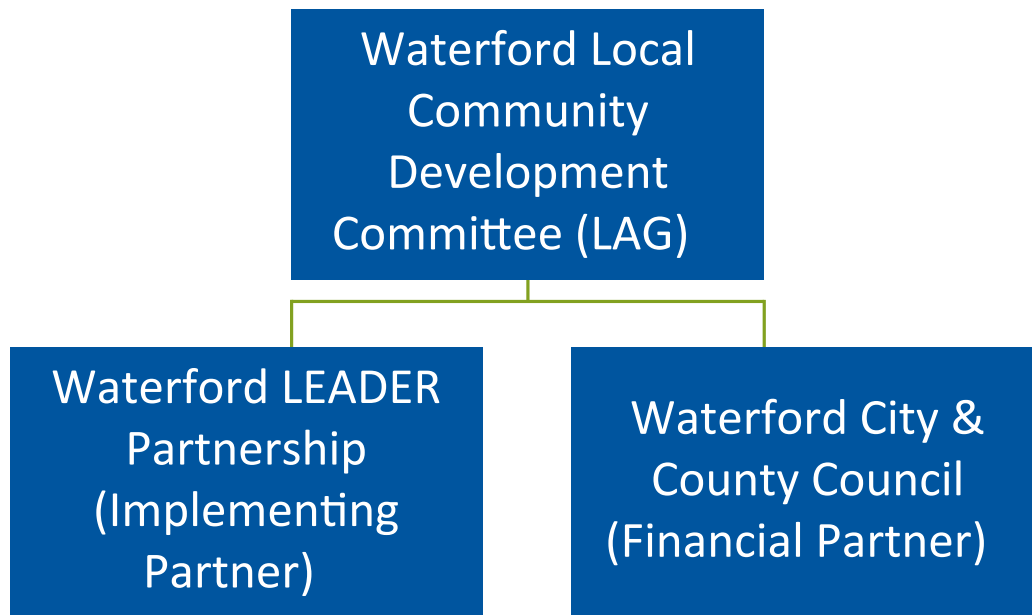 Waterford Local
Community
Development
Committee (LAG)
Waterford LEADER
Partnership
(Implementing
Partner)
Waterford City &
County Council
(Financial Partner)